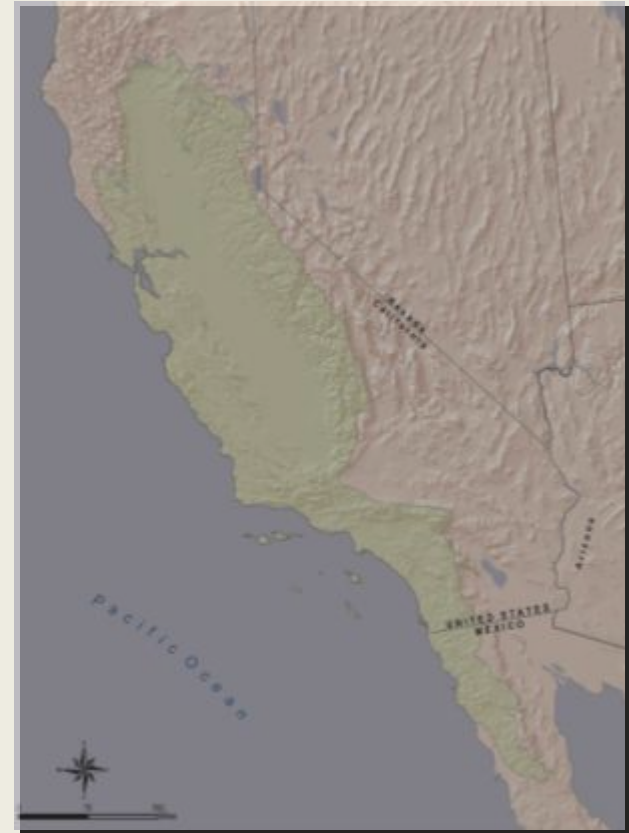 Nevada
California
Arizona
UNITED STATES
MEXICO
Pacific Ocean